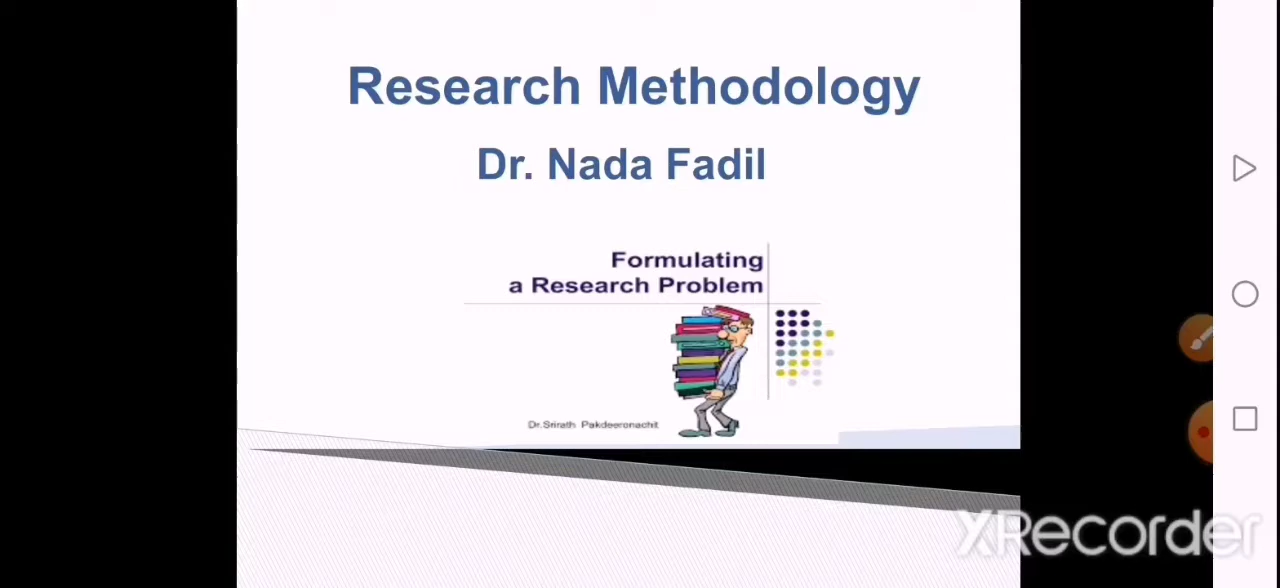 Research Methodology
Dr. Nada Fadil
Formulating
a Research Problem
Dr.Srirath Pakdeeronachit
XRecorder